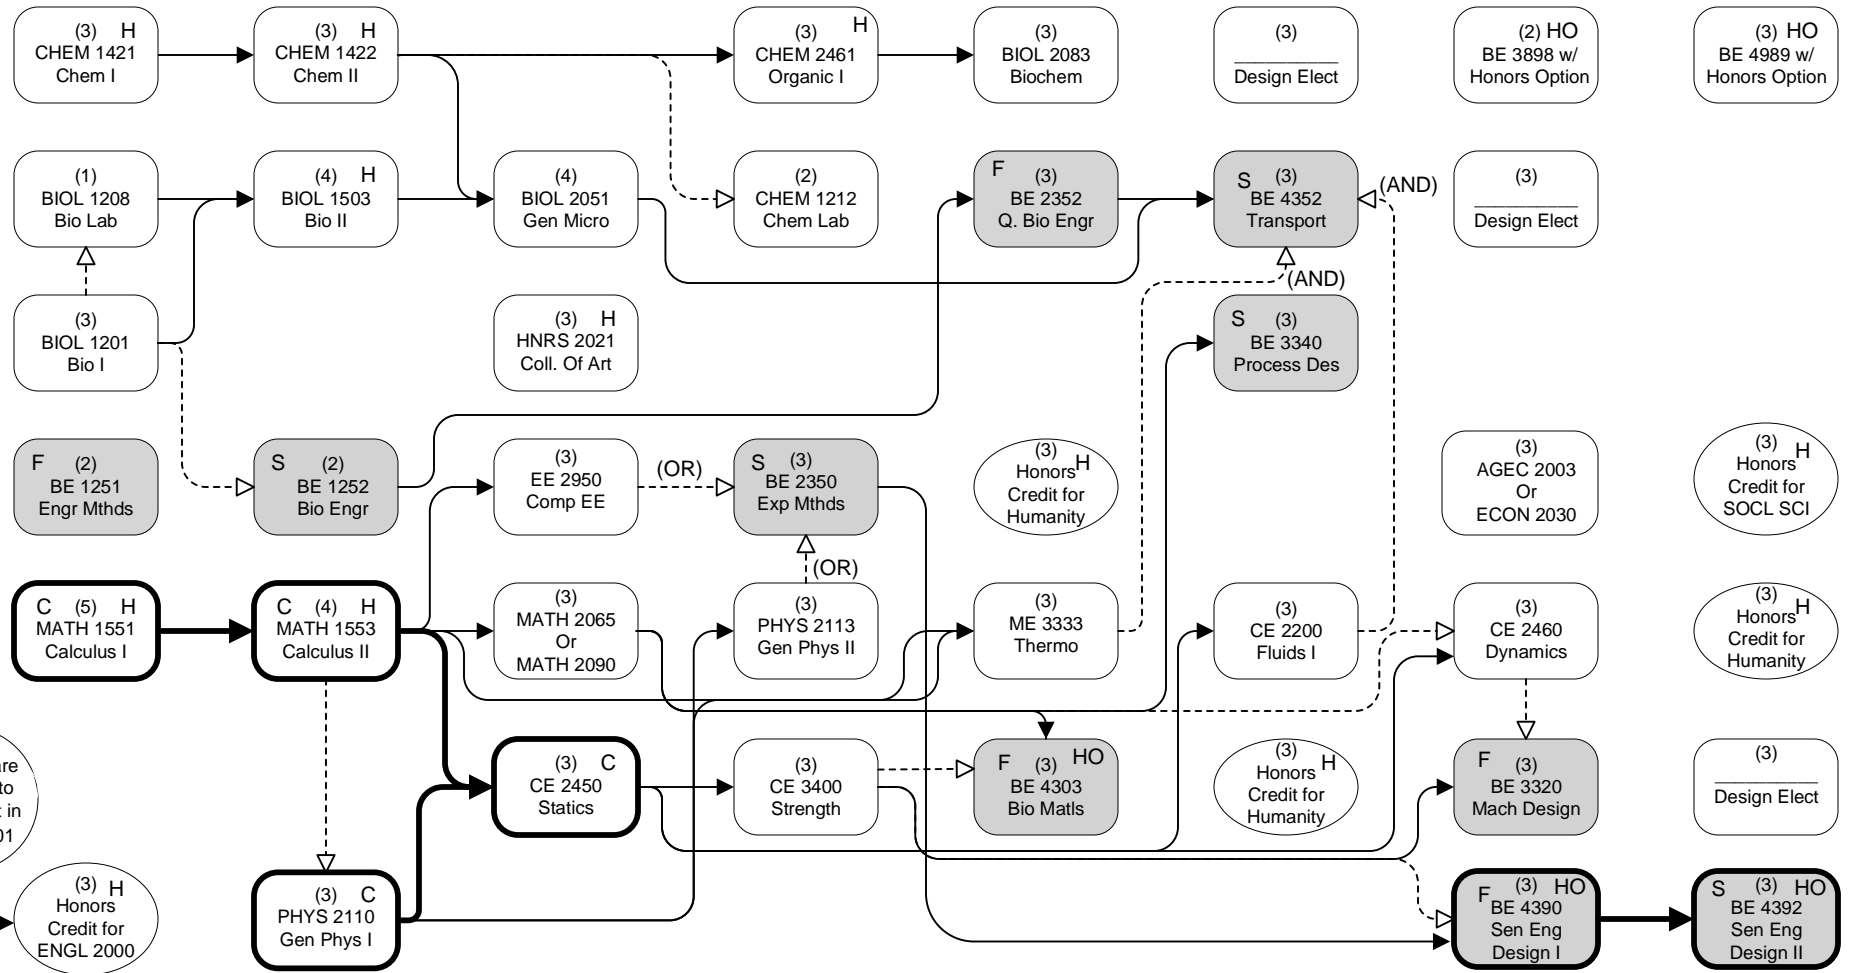 (3) H
CHEM 1421
Chem I
(3) H
CHEM 1422
Chem II
(3) H
CHEM 2461
Organic I
(3)
BIOL 2083
Biochem
(3)
___________
Design Elect
(2) HO
BE 3898 w/
Honors Option
(3) HO
BE 4989 w/
Honors Option
(1)
BIOL 1208
Bio Lab
(4) H
BIOL 1503
Bio II
(4)
BIOL 2051
Gen Micro
(2)
CHEM 1212
Chem Lab
F (3)
BE 2352
Q. Bio Engr
S (3)
BE 4352
Transport
(AND)
(3)
___________
Design Elect
(AND)
(3)
BIOL 1201
Bio I
(3) H
HNRS 2021
Coll. Of Art
S (3)
BE 3340
Process Des
F (2)
BE 1251
Engr Mthds
S (2)
BE 1252
Bio Engr
(3)
EE 2950
Comp EE
(OR)
S (3)
BE 2350
Exp Mthds
(3)
Honors H
Credit for
Humanity
(3)
AGEC 2003
Or
ECON 2030
(3)
Honors H
Credit for
SOCL SCI
(OR)
C (5) H
MATH 1551
Calculus I
C (4) H
MATH 1553
Calculus II
(3)
MATH 2065
Or
MATH 2090
(3)
PHYS 2113
Gen Phys II
(3)
ME 3333
Thermo
(3)
CE 2200
Fluids I
(3)
CE 2460
Dynamics
(3)
Honors H
Credit for
Humanity
are
to
t in
01
(3) C
CE 2450
Statics
(3)
CE 3400
Strength
F (3) HO
BE 4303
Bio Matls
(3)
Honors H
Credit for
Humanity
F (3)
BE 3320
Mach Design
(3)
___________
Design Elect
(3) H
Honors
Credit for
ENGL 2000
(3) C
PHYS 2110
Gen Phys I
F (3) HO
BE 4390
Sen Eng
Design I
S (3) HO
BE 4392
Sen Eng
Design II